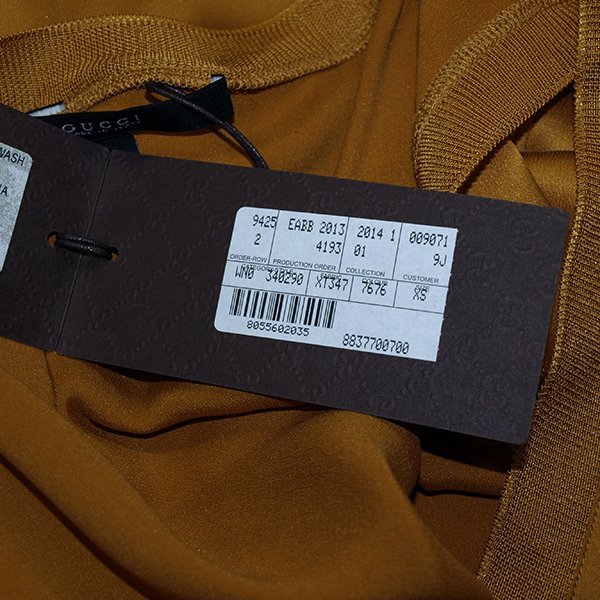 GUCCI
WASH
9425 EABB 2013 2014 1 009071
2 4193 01 9J
ORDER-ROW PRODUCTION ORDER COLLECTION CUSTOMER
SIZE
340290 XT347 7676 XS
8055602035
8837700700